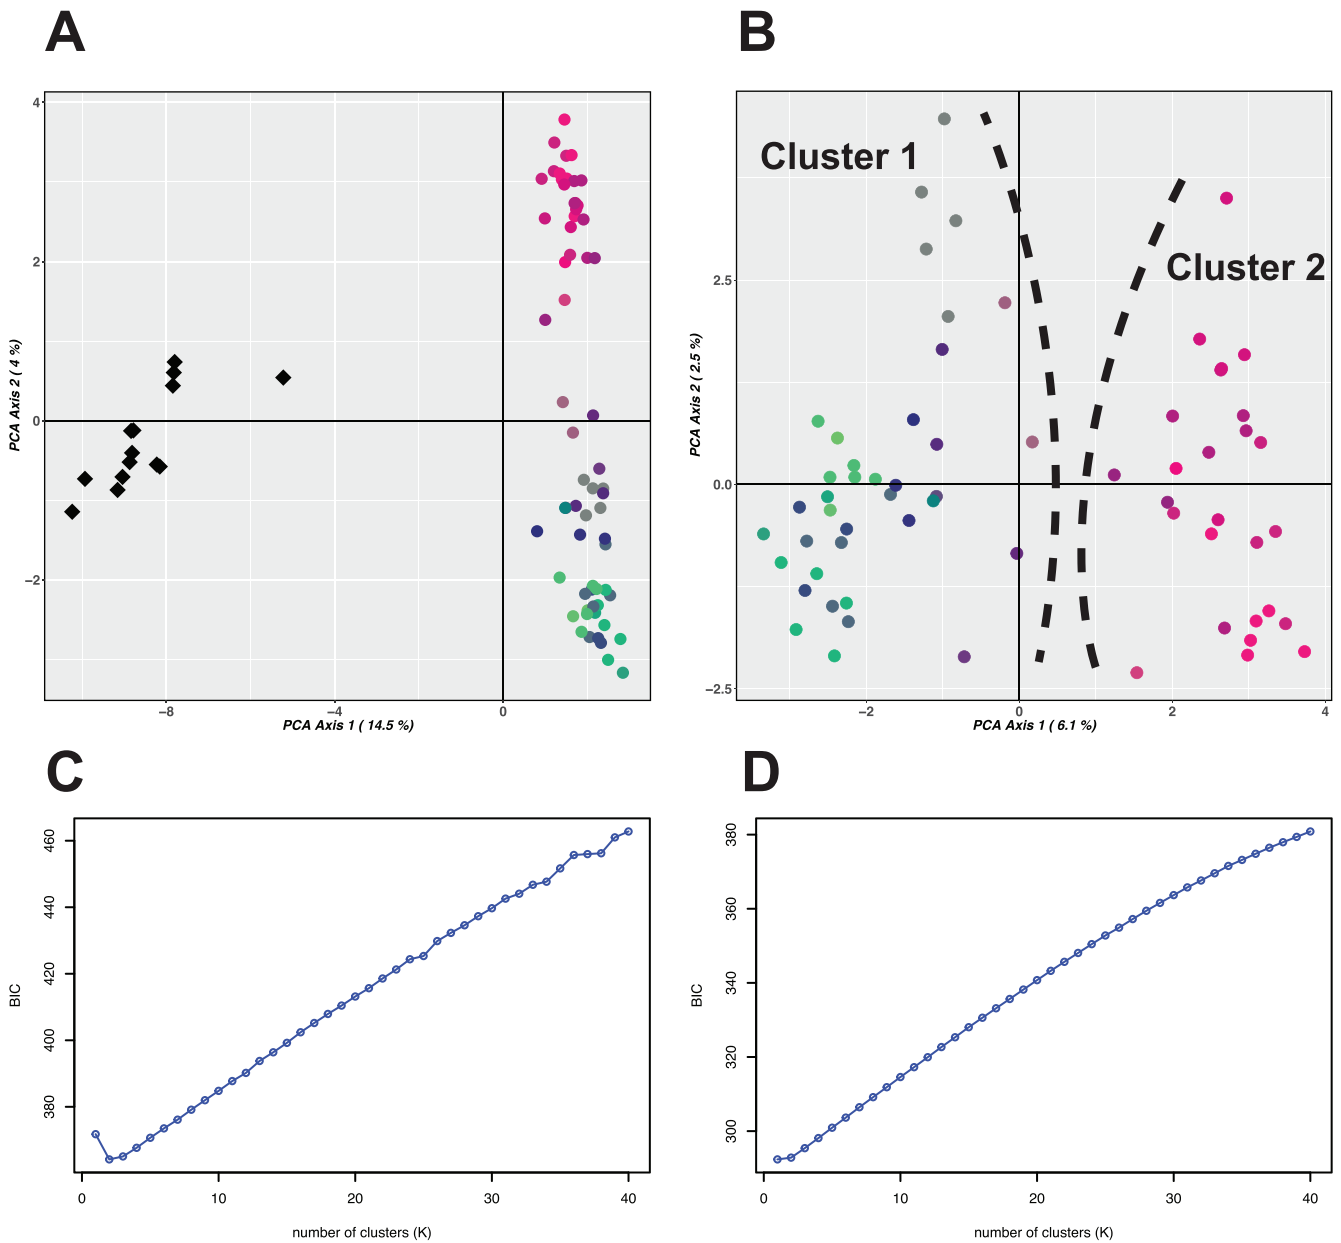 A
B
4
2
0
−2
−8
−4
0
PCA Axis 2 ( 4 %)
PCA Axis 1 ( 14.5 %)
Cluster 1
Cluster 2
2.5
0.0
−2.5
−2
0
2
4
PCA Axis 2 ( 2.5 %)
PCA Axis 1 ( 6.1 %)
C
D
460
440
420
400
380
BIC
0
10
20
30
40
number of clusters (K)
380
360
340
320
300
BIC
0
10
20
30
40
number of clusters (K)